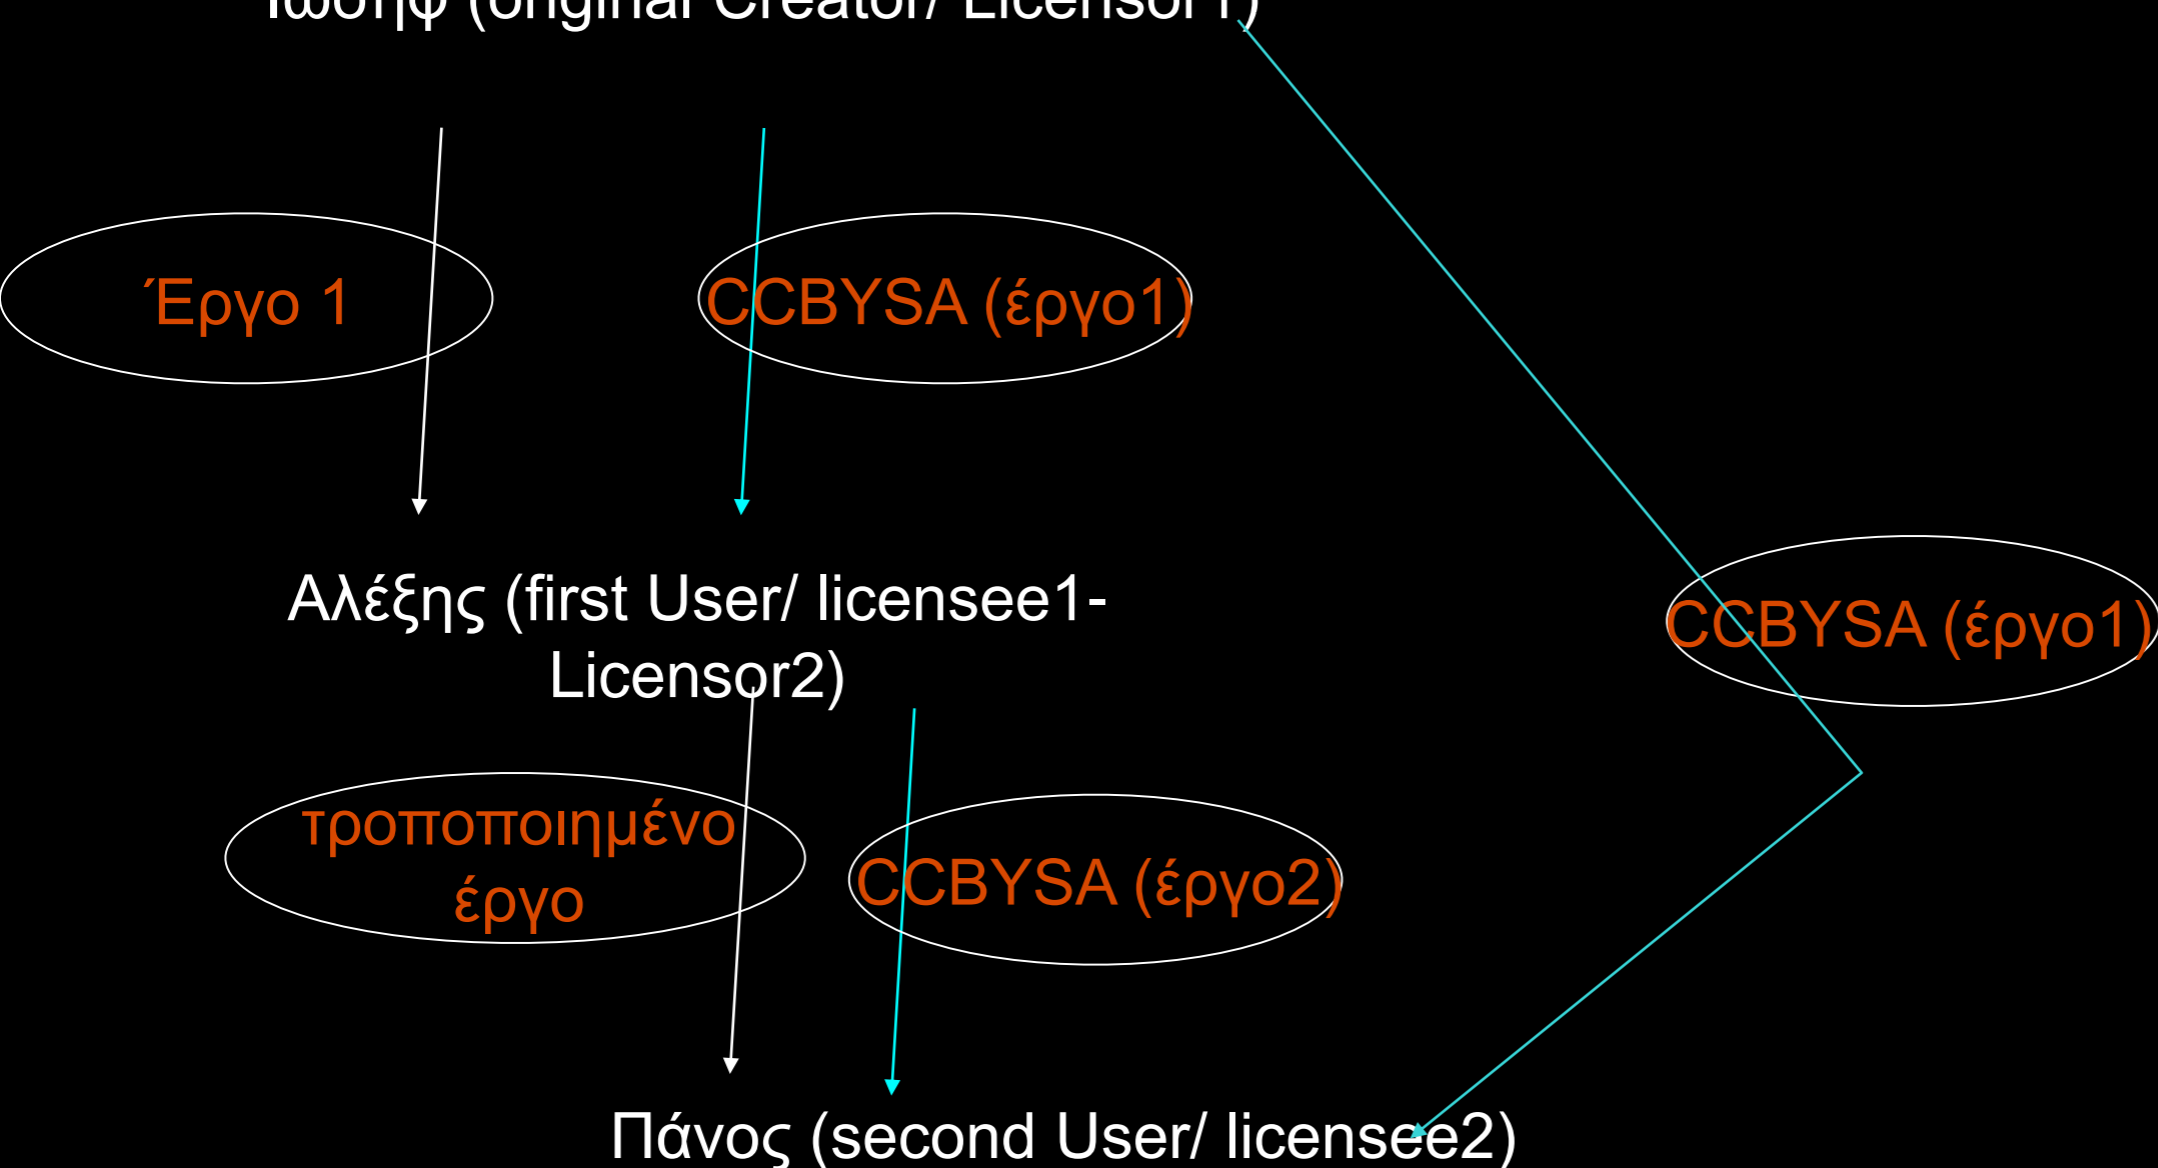 Ιωσήφ (original Creator/ Licensor1)
Έργο 1
CCBYSA (έργο1)
Αλέξης (first User/ licensee1-
Licensor2)
CCBYSA (έργο1)
τροποποιημένο
έργο
CCBYSA (έργο2)
Πάνος (second User/ licensee2)